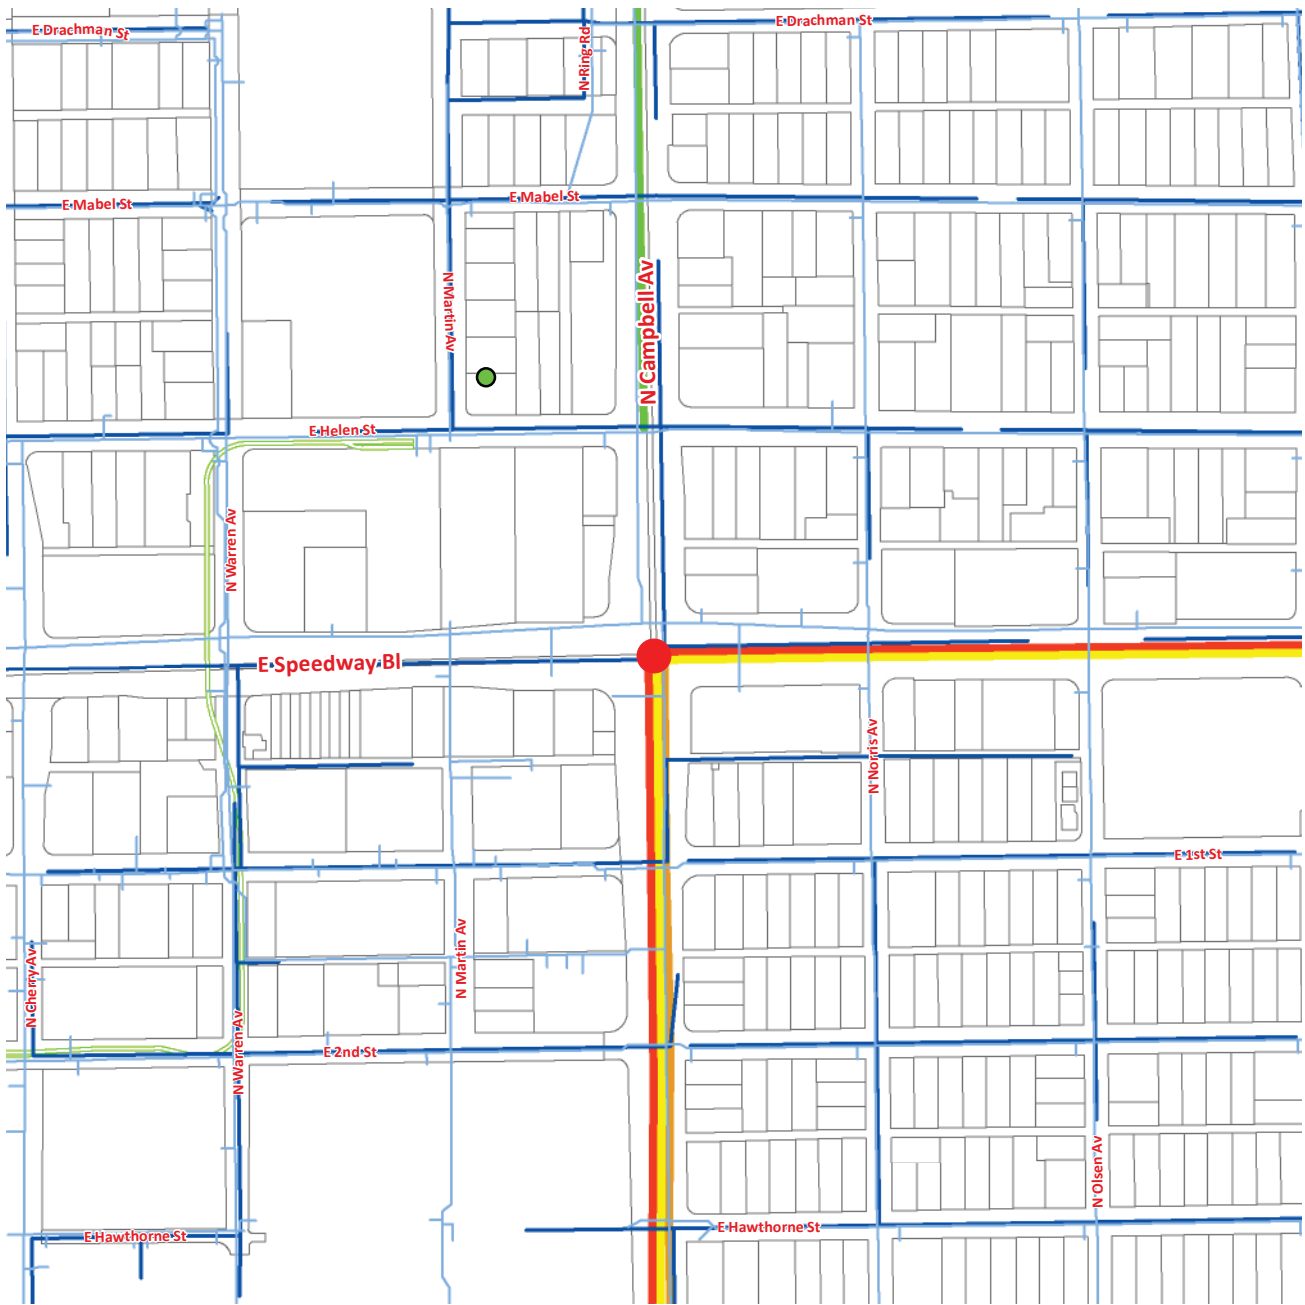 E Drachman St
E Drachman St
N Ring Rd
E Mabel St
E Mabel St
N Martin Av
N Campbell Av
E Helen St
N Warren Av
E Speedway Bl
N Norris Av
E 1st St
N Cherry Av
N Martin Av
N Warren Av
E 2nd St
N Olsen Av
E Hawthorne St
E Hawthorne St